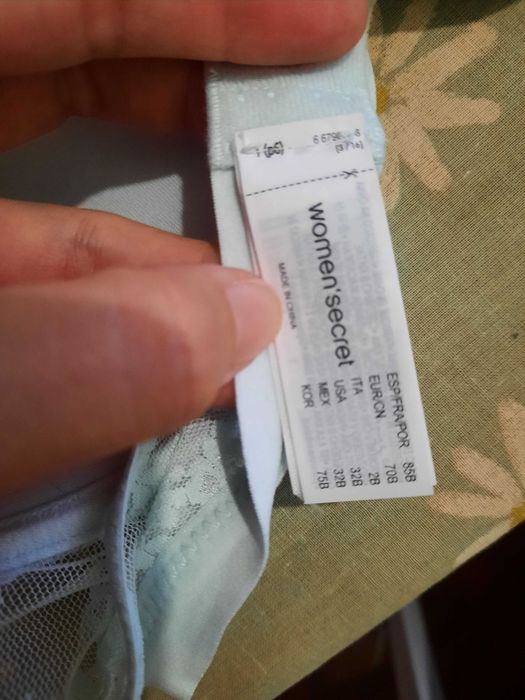 women'secret
MADE IN CHINA
ESP/FRA/POR 85B
EUR/CN 70B
ITA 2B
USA 32B
MEX 32B
KOR 75B